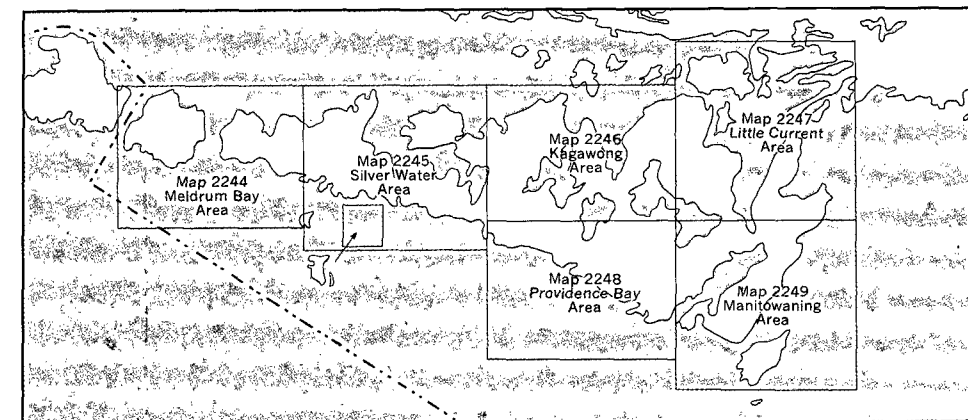 Map 2244
Meldrum Bay
Area
Map 2245
Silver Water
Area
Map 2246
Kagawong
Area
Map 2247
Little Current
Area
Map 2248
Providence Bay
Area
Map 2249
Manitowaning
Area